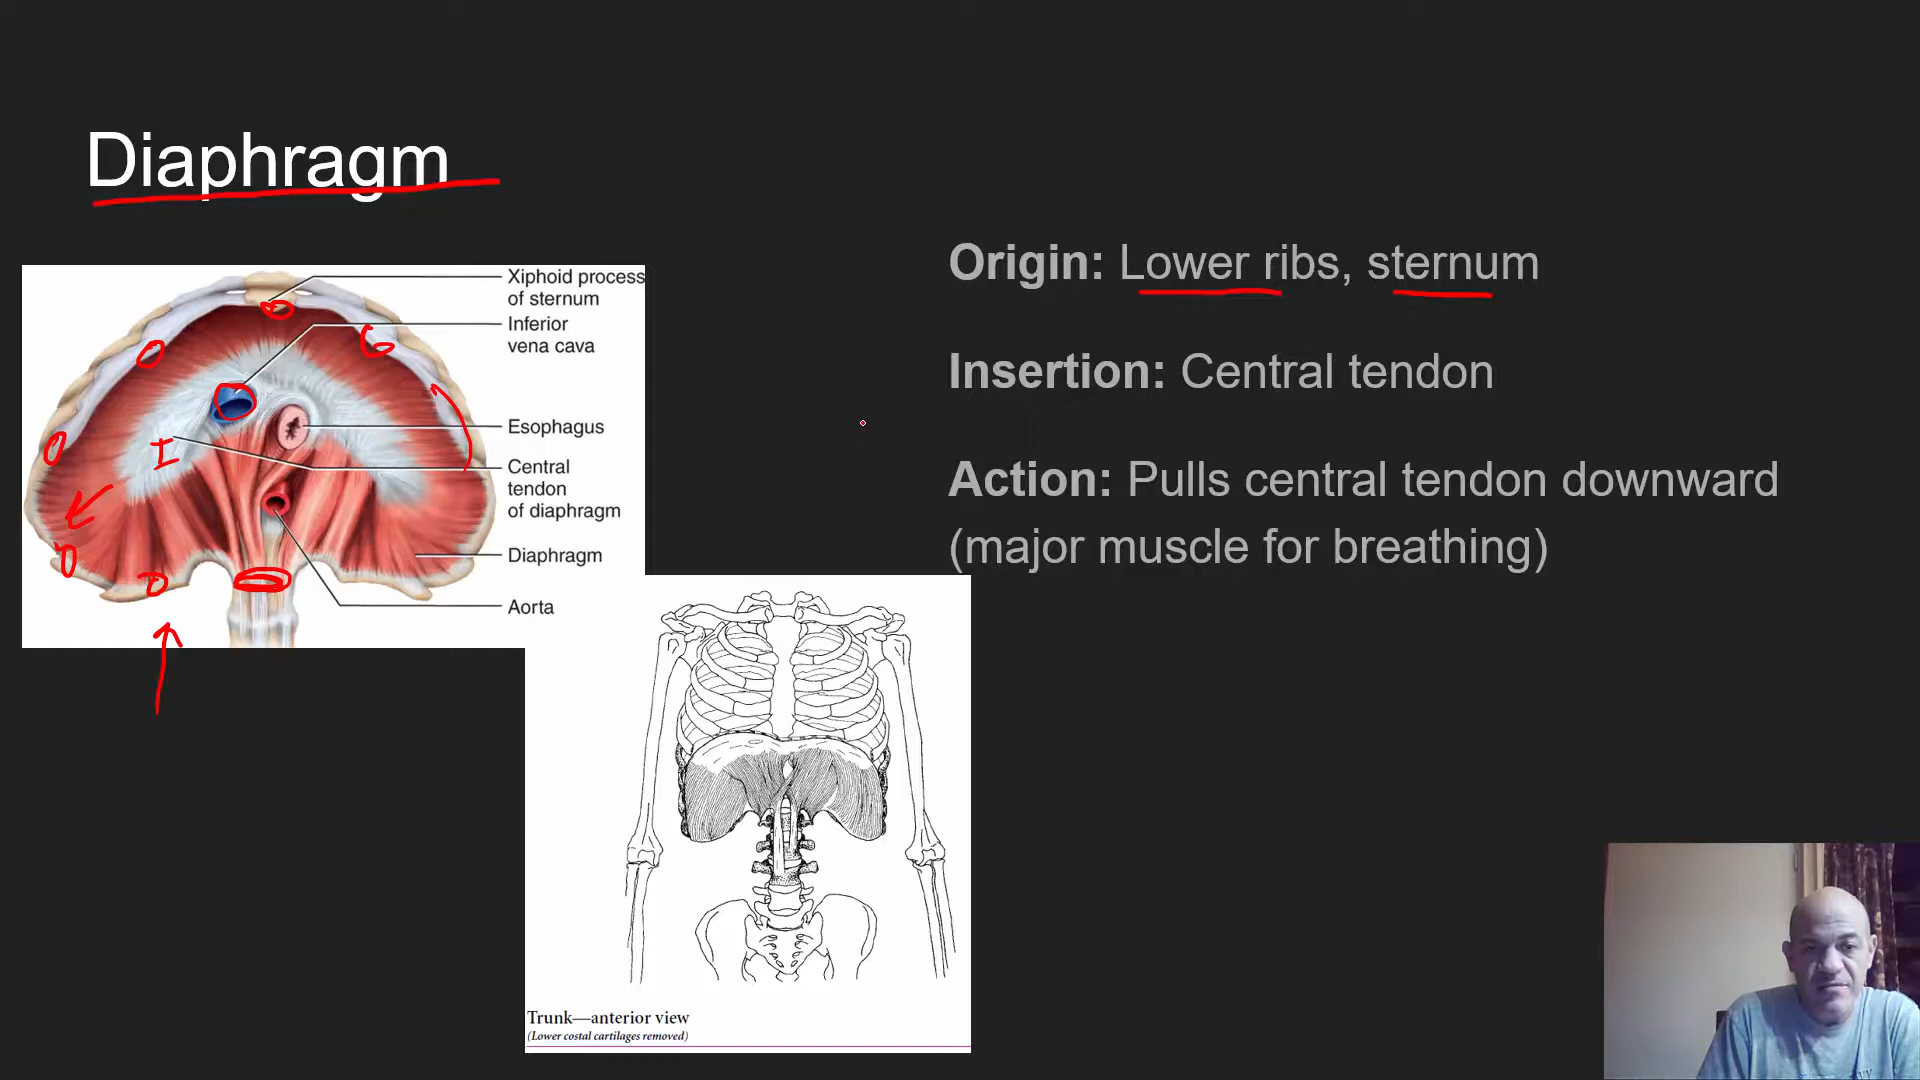 Diaphragm
Xiphoid process
of sternum
Inferior
vena cava
Esophagus
Central
tendon
of diaphragm
Diaphragm
Aorta
I
Origin: Lower ribs, sternum
Insertion: Central tendon
Action: Pulls central tendon downward
(major muscle for breathing)
Trunk—anterior view
(Lower costal cartilages removed)